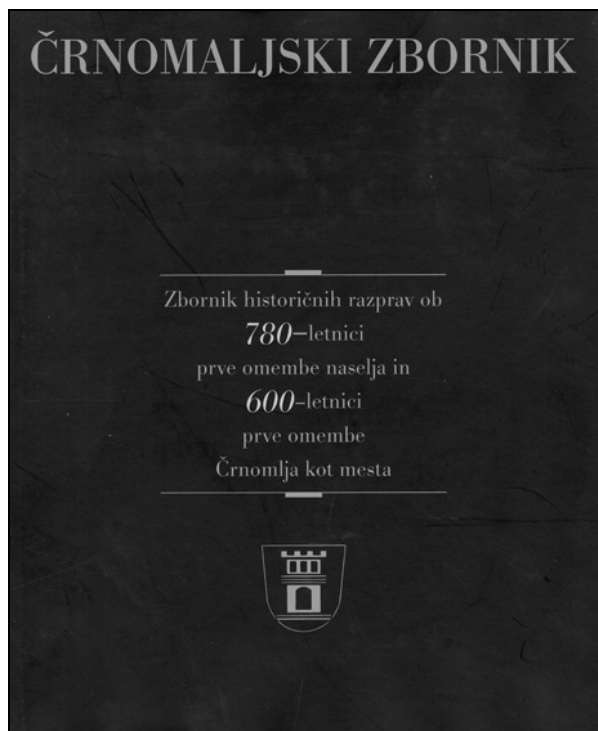 ČRNOMALJSKI ZBORNIK
Zbornik historičnih razprav ob
780–letnici
prve omembe naselja in
600–letnici
prve omembe
Črnomlja kot mesta